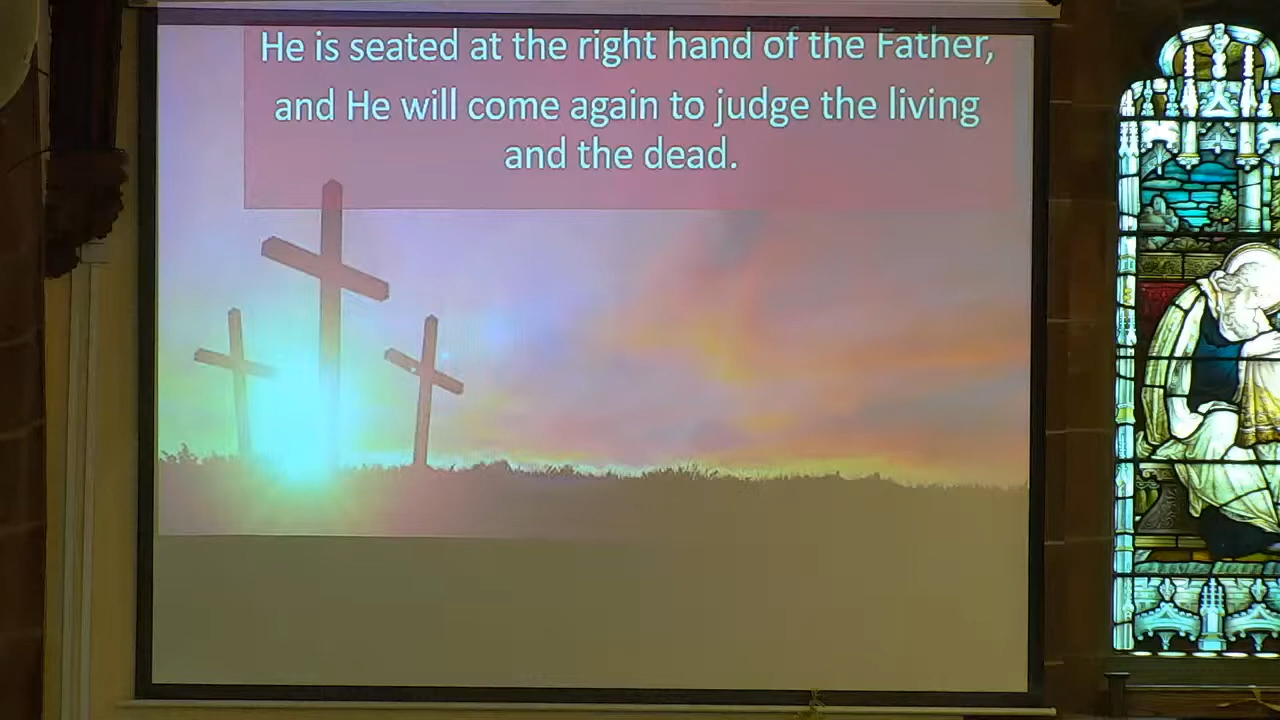 He is seated at the right hand of the Father,
and He will come again to judge the living
and the dead.